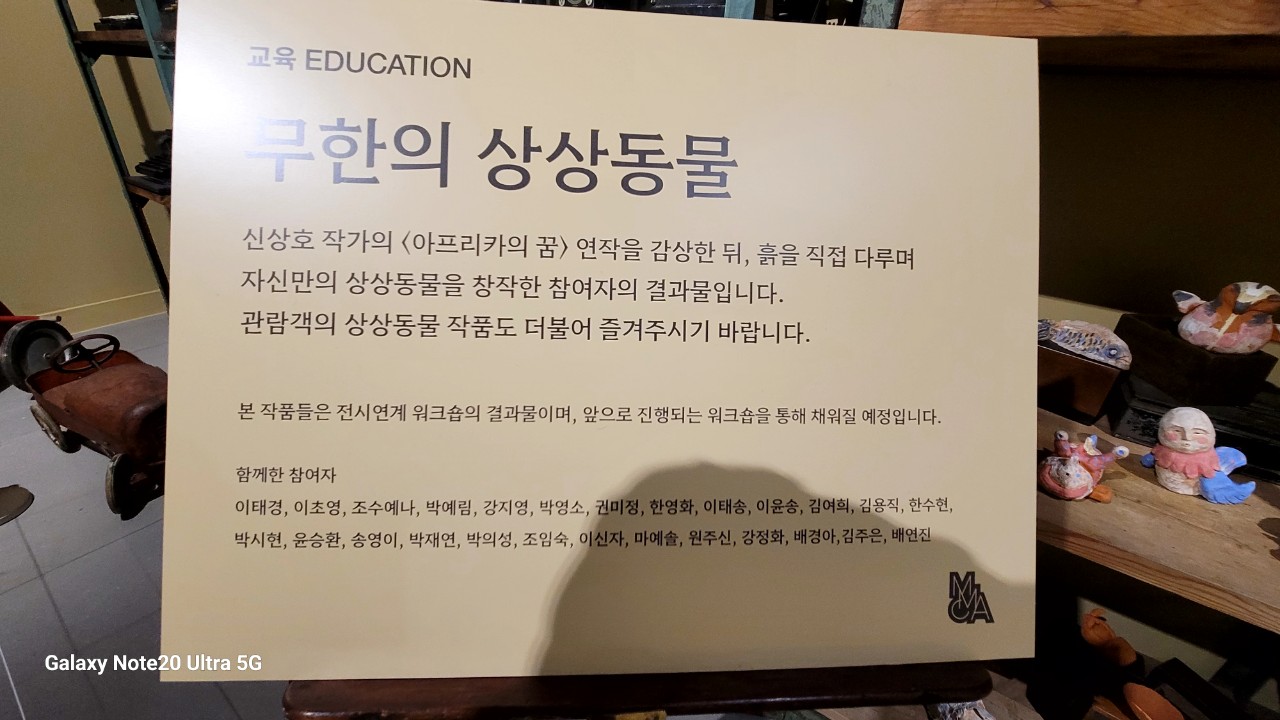 교육 EDUCATION
무한의 상상동물
신상호 작가의 〈아프리카의 꿈〉 연작을 감상한 뒤, 흙을 직접 다루며
자신만의 상상동물을 창작한 참여자의 결과물입니다.
관람객의 상상동물 작품도 더불어 즐겨주시기 바랍니다.
본 작품들은 전시연계 워크숍의 결과물이며, 앞으로 진행되는 워크숍을 통해 채워질 예정입니다.
함께한 참여자
이태경, 이초영, 조수예나, 박예림, 강지영, 박영소, 권미정, 한영화, 이태송, 이윤송, 김여희, 김용직, 한수현,
박시현, 윤승환, 송영이, 박재연, 박의성, 조임숙, 이신자, 마예솔, 원주신, 강정화, 배경아,김주은, 배연진
MMCA
Galaxy Note20 Ultra 5G